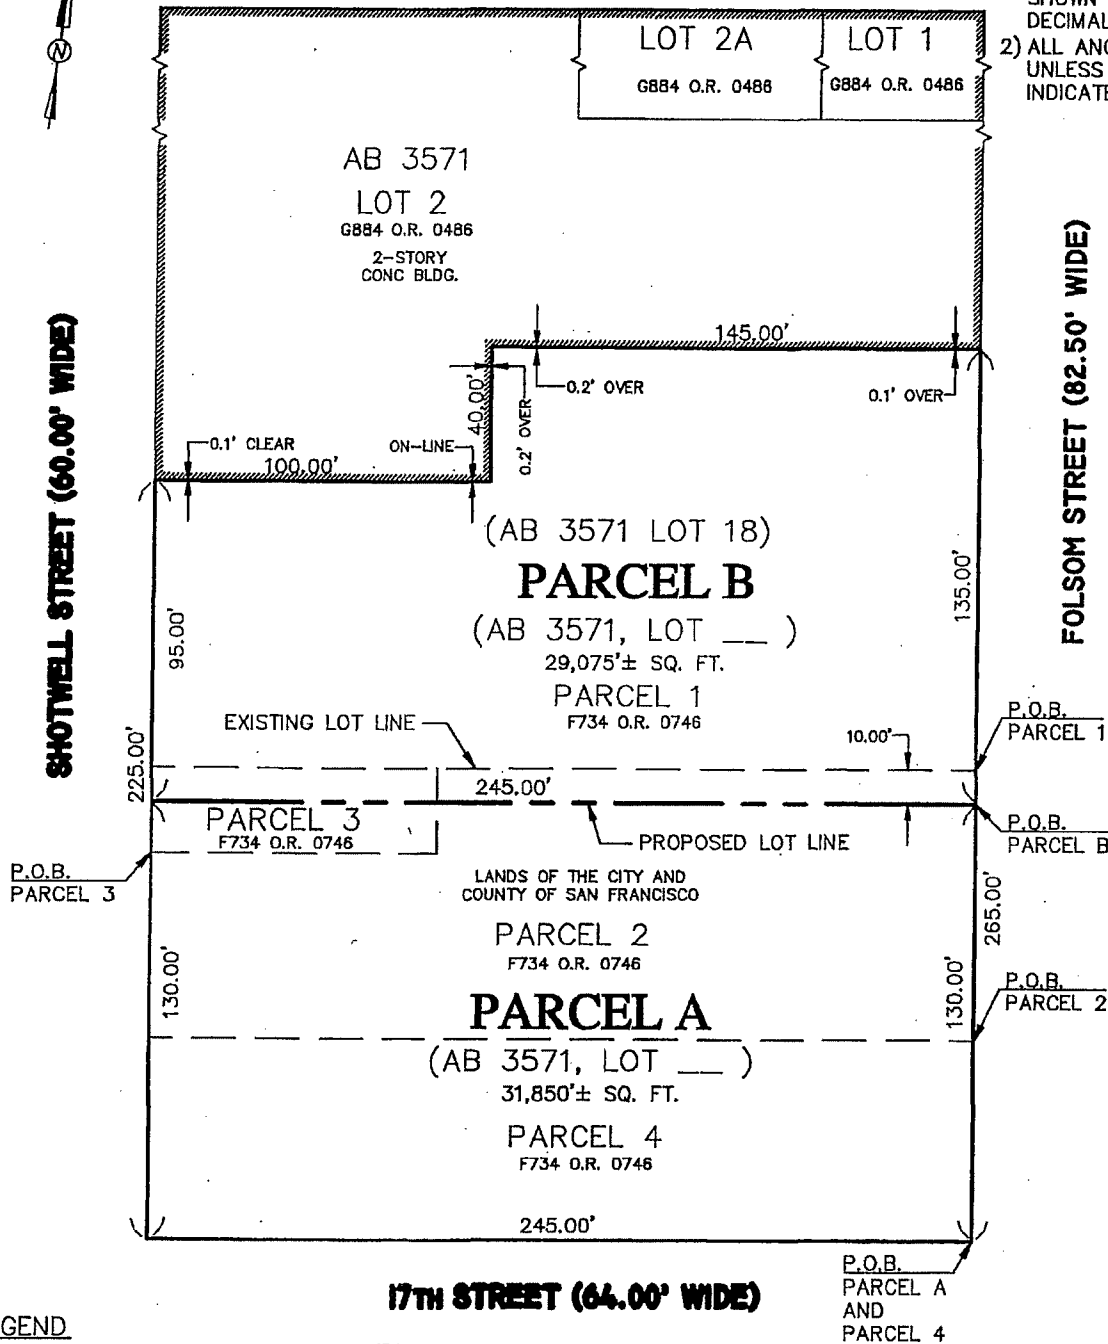 SHOWN
DECIMAL
2) ALL ANG
UNLESS
INDICATE
N
LOT 2A
G884 O.R. 0486
LOT 1
G884 O.R. 0486
AB 3571
LOT 2
G884 O.R. 0486
2-STORY
CONC BLDG.
SHOTWELL STREET (60.00' WIDE)
FOLSOM STREET (82.50' WIDE)
145.00'
0.2' OVER
0.1' OVER
40.00'
0.2' OVER
0.1' CLEAR
ON-LINE
100.00'
(AB 3571 LOT 18)
PARCEL B
(AB 3571, LOT __ )
29,075'± SQ. FT.
PARCEL 1
F734 O.R. 0746
95.00'
135.00'
EXISTING LOT LINE
10.00'
P.O.B.
PARCEL 1
225.00'
245.00'
PARCEL 3
F734 O.R. 0746
PROPOSED LOT LINE
P.O.B.
PARCEL B
P.O.B.
PARCEL 3
LANDS OF THE CITY AND
COUNTY OF SAN FRANCISCO
265.00'
PARCEL 2
F734 O.R. 0746
130.00'
130.00'
P.O.B.
PARCEL 2
PARCEL A
(AB 3571, LOT __ )
31,850'± SQ. FT.
PARCEL 4
F734 O.R. 0746
245.00'
P.O.B.
PARCEL A
AND
PARCEL 4
17TH STREET (64.00' WIDE)
GEND